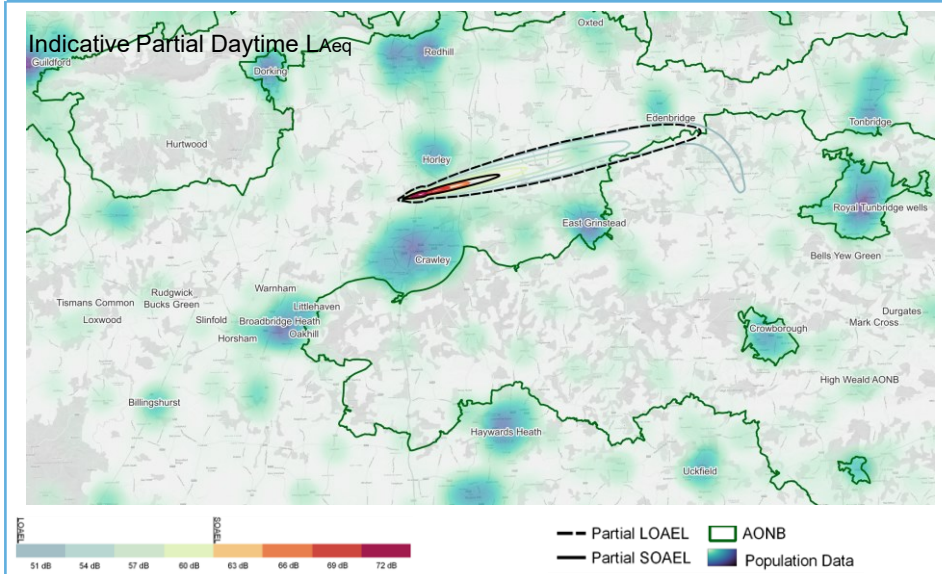 Indicative Partial Daytime LAeq
Oxted
Redhill
Guildford
Dorking
Edenbridge
Tonbridge
Hurtwood
Horley
Royal Tunbridge wells
East Grinstead
Bells Yew Green
Crawley
Warnham
Rudgwick
Tismans Common
Bucks Green
Littlehaven
Durgates
Loxwood
Slinfold
Broadbridge Heath
Mark Cross
Oakhill
Crowborough
Horsham
High Weald AONB
Billingshurst
Haywards Heath
Uckfield
LOAEL
SOAEL
51 dB
54 dB
57 dB
60 dB
63 dB
66 dB
69 dB
72 dB
Partial LOAEL
AONB
Partial SOAEL
Population Data